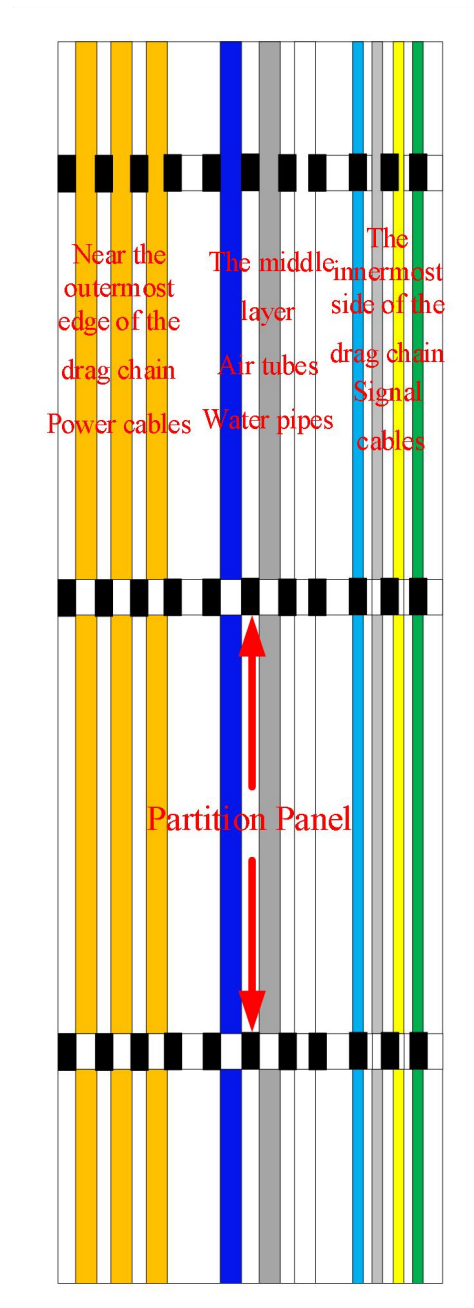 Near the
outermost
edge of the
drag chain
Power cables
The middle
layer
Air tubes
Water pipes
The
innermost
side of the
drag chain
Signal
cables
Partition Panel